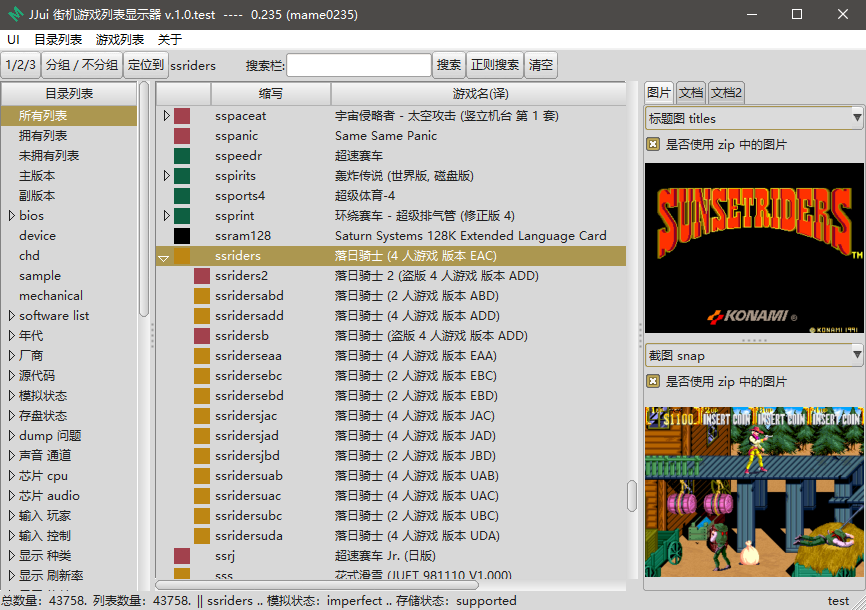 JJui 街机游戏列表显示器 v.1.0.test ---- 0.235 (mame0235)
UI 目录列表 游戏列表 关于
1/2/3 分组 / 不分组 定位到 ssriders 搜索栏: 搜索 正则搜索 清空
目录列表
所有列表
拥有列表
未拥有列表
主版本
副版本
bios
device
chd
sample
mechanical
software list
年代
厂商
源代码
模拟状态
存盘状态
dump 问题
声音 通道
芯片 cpu
芯片 audio
输入 玩家
输入 控制
显示 种类
显示 刷新率
缩写 游戏名(译)
sspaceat 宇宙侵略者 - 太空攻击 (竖立机台 第 1 套)
sspanic Same Same Panic
sspeedr 超速赛车
sspirits 轰炸传说 (世界版, 磁盘版)
ssports4 超级体育-4
ssprint 环绕赛车 - 超级排气管 (修正版 4)
ssram128 Saturn Systems 128K Extended Language Card
ssriders 落日骑士 (4 人游戏 版本 EAC)
ssriders2 落日骑士 2 (盗版 4 人游戏 版本 ADD)
ssridersabd 落日骑士 (2 人游戏 版本 ABD)
ssridersadd 落日骑士 (4 人游戏 版本 ADD)
ssridersb 落日骑士 (盗版 4 人游戏 版本 ADD)
ssriderseaa 落日骑士 (4 人游戏 版本 EAA)
ssridersebc 落日骑士 (2 人游戏 版本 EBC)
ssridersebd 落日骑士 (2 人游戏 版本 EBD)
ssridersjac 落日骑士 (4 人游戏 版本 JAC)
ssridersjad 落日骑士 (4 人游戏 版本 JAD)
ssridersjbd 落日骑士 (2 人游戏 版本 JBD)
ssridersuab 落日骑士 (4 人游戏 版本 UAB)
ssridersuac 落日骑士 (4 人游戏 版本 UAC)
ssridersubc 落日骑士 (2 人游戏 版本 UBC)
ssridersuda 落日骑士 (4 人游戏 版本 UDA)
ssrj 超速赛车 Jr. (日版)
sss 花式滑雪 (JUET 981110 V1.000)
图片 文档 文档2
标题图 titles
是否使用 zip 中的图片
SUNSETRIDERS TM
KONAMI ®
© KONAMI 1991
截图 snap
是否使用 zip 中的图片
$1100 INSERT COIN INSERT COIN INSERT COIN
总数量: 43758. 列表数量: 43758. || ssriders .. 模拟状态: imperfect .. 存储状态: supported
test